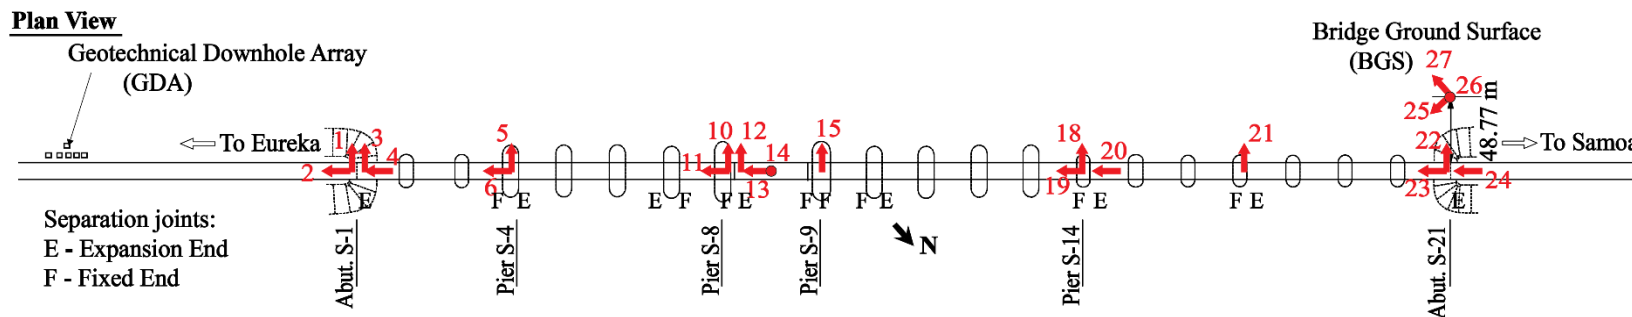 Plan View
Geotechnical Downhole Array
(GDA)
Bridge Ground Surface
(BGS)
27
26
25
48.77 m
To Eureka
To Samoa
1
3
2
4
5
6
10
12
11
14
13
15
18
20
19
21
22
23
24
E
F E
E F
F E
F F
F E
F E
F E
E
Separation joints:
E - Expansion End
F - Fixed End
N
Abut. S-1
Pier S-4
Pier S-8
Pier S-9
Pier S-14
Abut. S-21